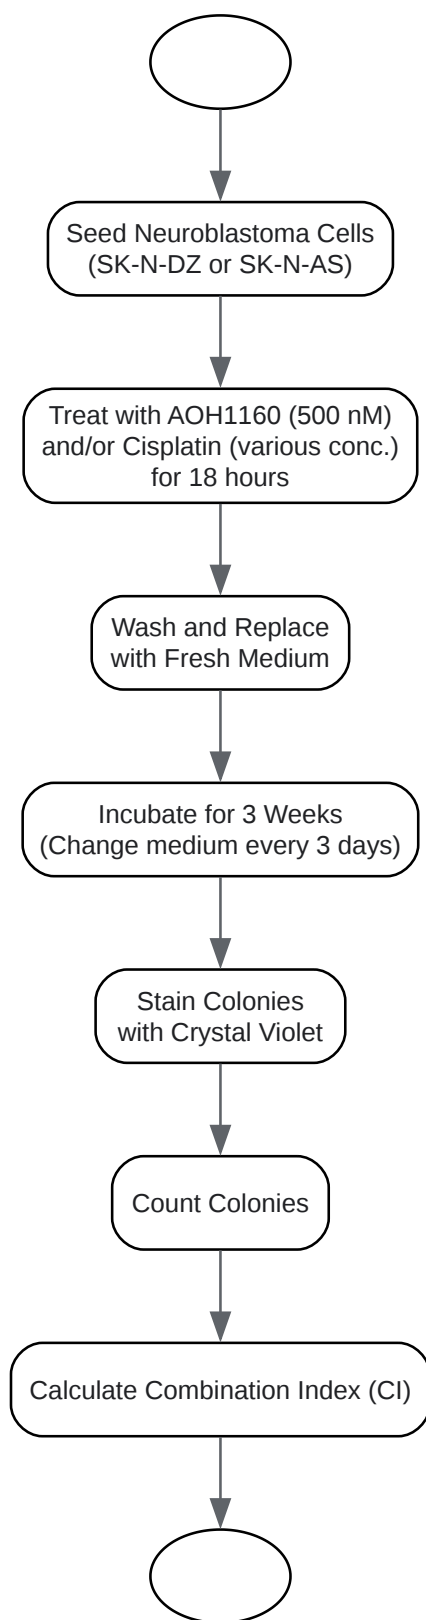 Seed Neuroblastoma Cells
(SK-N-DZ or SK-N-AS)
Treat with AOH1160 (500 nM)
and/or Cisplatin (various conc.)
for 18 hours
Wash and Replace
with Fresh Medium
Incubate for 3 Weeks
(Change medium every 3 days)
Stain Colonies
with Crystal Violet
Count Colonies
Calculate Combination Index (CI)